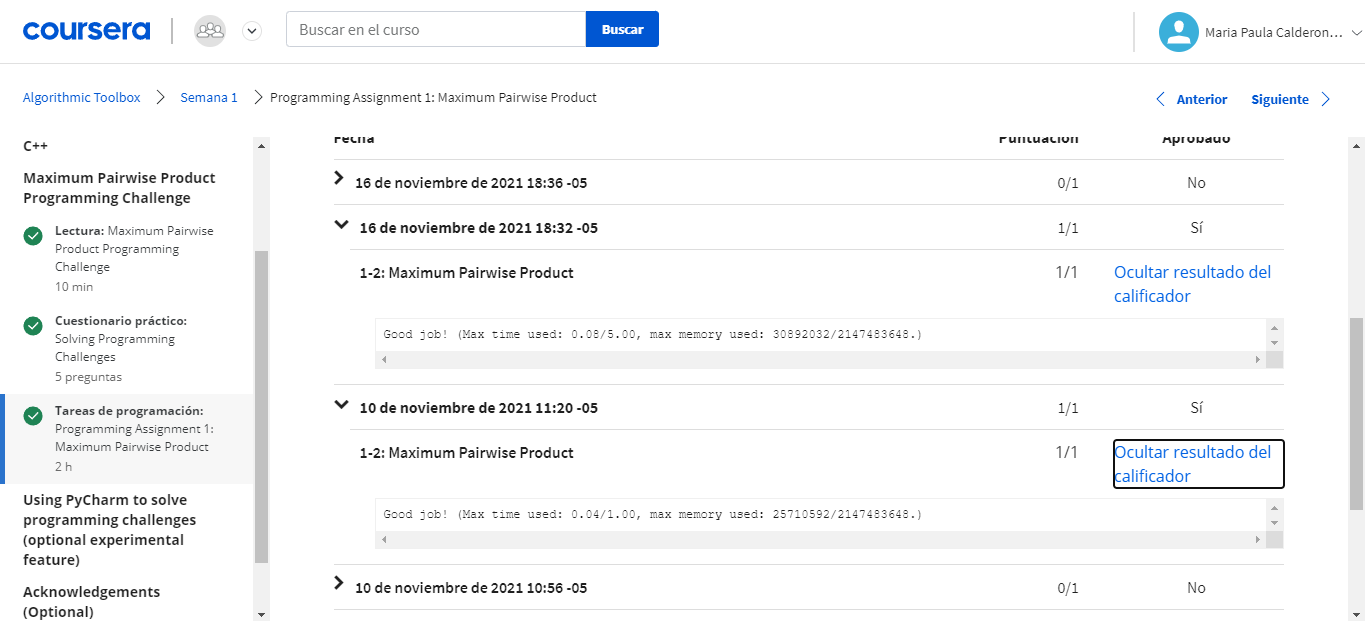 coursera
Buscar en el curso
Buscar
Maria Paula Calderon...
Algorithmic Toolbox
Semana 1
Programming Assignment 1: Maximum Pairwise Product
Anterior
Siguiente
C++
Maximum Pairwise Product
Programming Challenge
Lectura: Maximum Pairwise
Product Programming
Challenge
10 min
Cuestionario práctico:
Solving Programming
Challenges
5 preguntas
Tareas de programación:
Programming Assignment 1:
Maximum Pairwise Product
2 h
Using PyCharm to solve
programming challenges
(optional experimental
feature)
Acknowledgements
(Optional)
Fecha Puntuación Aprobado
16 de noviembre de 2021 18:36 -05 0/1 No
16 de noviembre de 2021 18:32 -05 1/1 Sí
1-2: Maximum Pairwise Product 1/1 Ocultar resultado del
calificador
Good job! (Max time used: 0.08/5.00, max memory used: 30892032/2147483648.)
10 de noviembre de 2021 11:20 -05 1/1 Sí
1-2: Maximum Pairwise Product 1/1 Ocultar resultado del
calificador
Good job! (Max time used: 0.04/1.00, max memory used: 25710592/2147483648.)
10 de noviembre de 2021 10:56 -05 0/1 No